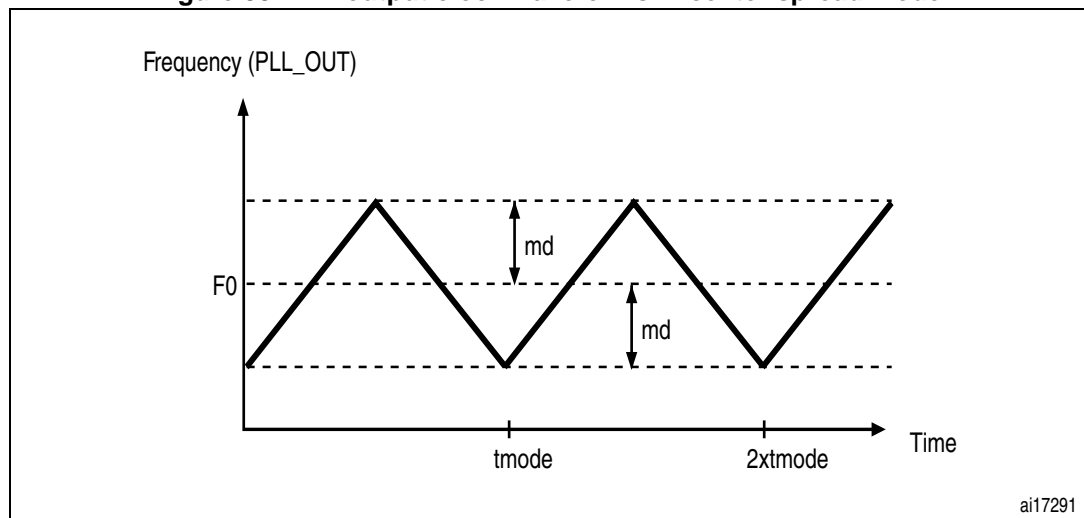 Frequency (PLL_OUT)
md
F0
md
tmode
2xtmode
Time
ai17291